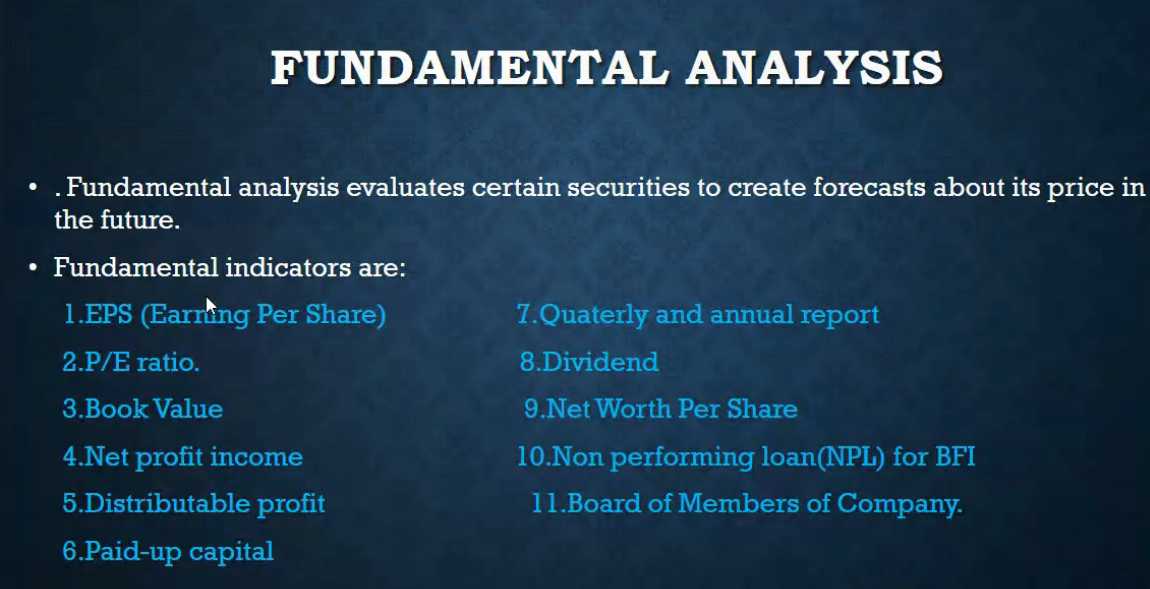 FUNDAMENTAL ANALYSIS
• . Fundamental analysis evaluates certain securities to create forecasts about its price in
the future.
• Fundamental indicators are:
1.EPS (Earning Per Share)
2.P/E ratio.
3.Book Value
4.Net profit income
5.Distributable profit
6.Paid-up capital
7.Quaterly and annual report
8.Dividend
9.Net Worth Per Share
10.Non performing loan(NPL) for BFI
11.Board of Members of Company.